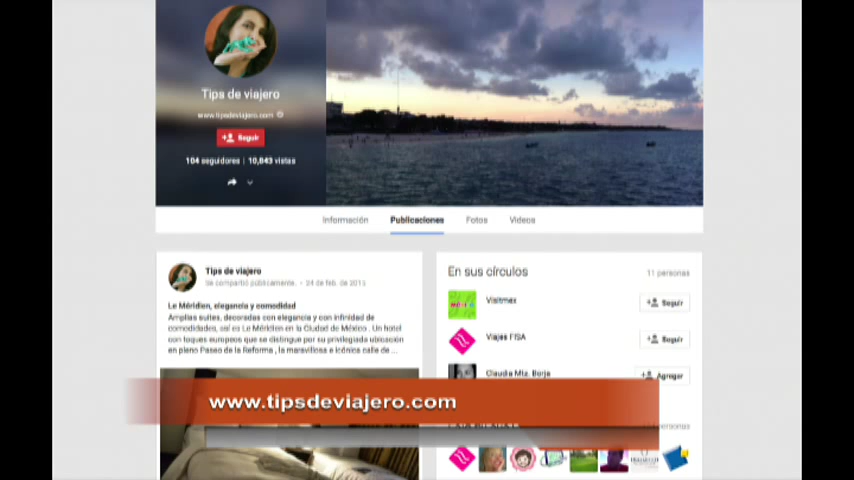 Tips de viajero
www.tipsdeviajero.com
Seguir
104 seguidores | 10,843 vistas
Información Publicaciones Fotos Videos
Tips de viajero
Se compartió públicamente. - 24 de feb. de 2015
Le Méridien, elegancia y comodidad
Amplias suites, decoradas con elegancia y con infinidad de
comodidades, así es Le Méridien en la Ciudad de México. Un hotel
con toques europeos que se distingue por su privilegiada ubicación
en pleno Paseo de la Reforma, la maravillosa e icónica calle de ...
En sus círculos 11 personas
Visitmex Seguir
Viajes FISA Seguir
Claudia Mtz. Borja Agregar
personas
www.tipsdeviajero.com